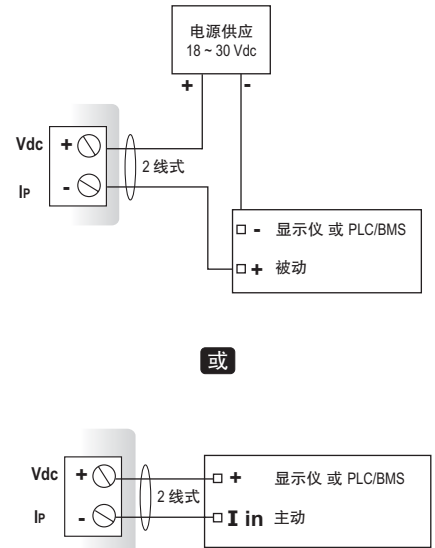 电源供应
18 ~ 30 Vdc
+ -
Vdc + 
2 线式
IP -
- 显示仪 或 PLC/BMS
+ 被动
或
Vdc + + 显示仪 或 PLC/BMS
2 线式
IP - I in 主动